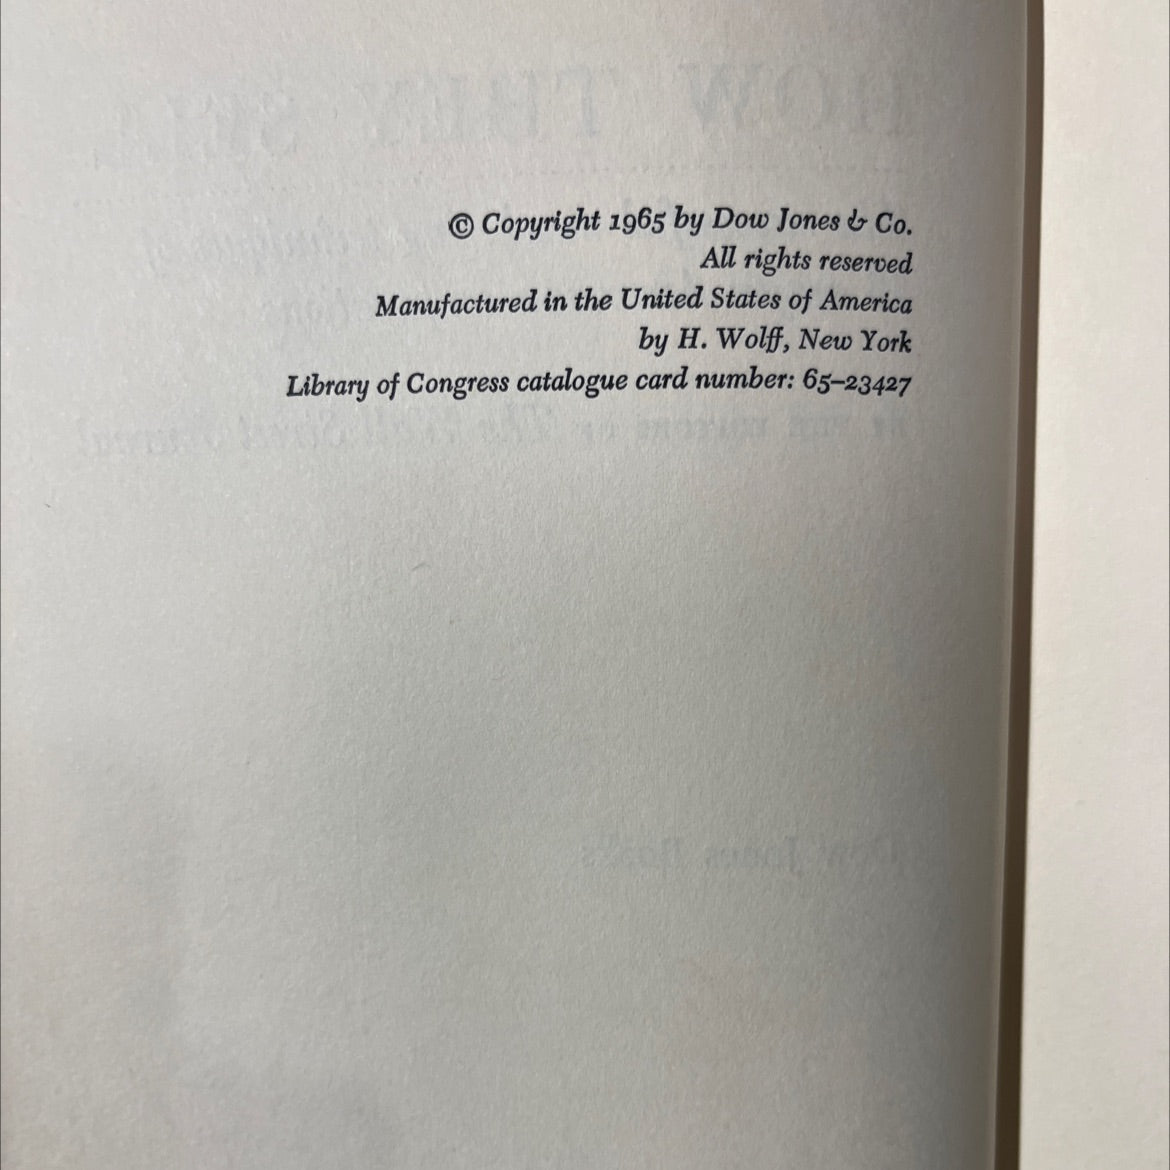 © Copyright 1965 by Dow Jones & Co.
All rights reserved
Manufactured in the United States of America
by H. Wolff, New York
Library of Congress catalogue card number: 65–23427